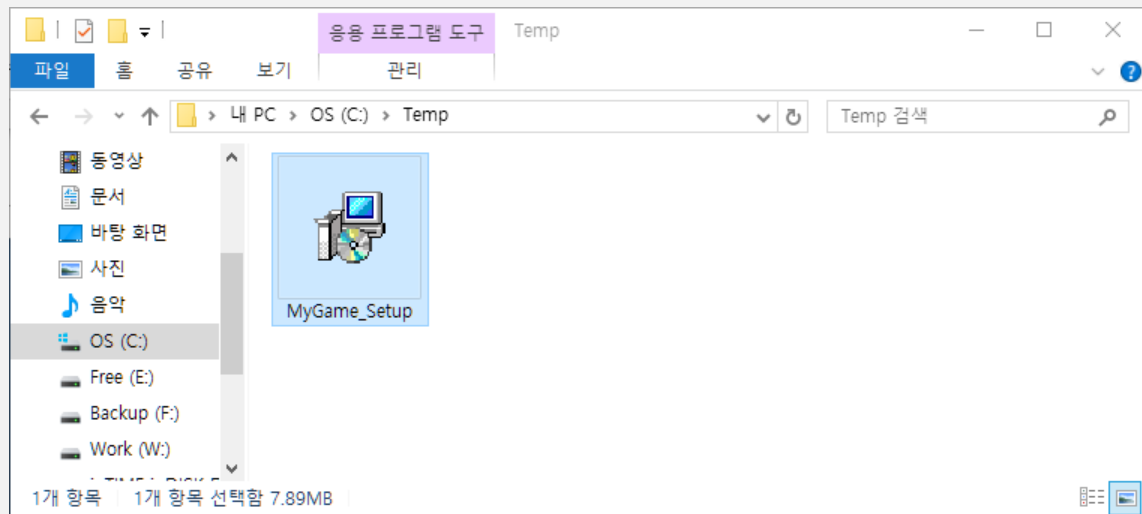 응용 프로그램 도구 Temp
파일 홈 공유 보기 관리
내 PC OS (C:) Temp
Temp 검색
동영상
문서
바탕 화면
사진
음악
OS (C:)
Free (E:)
Backup (F:)
Work (W:)
MyGame_Setup
1개 항목 1개 항목 선택함 7.89MB